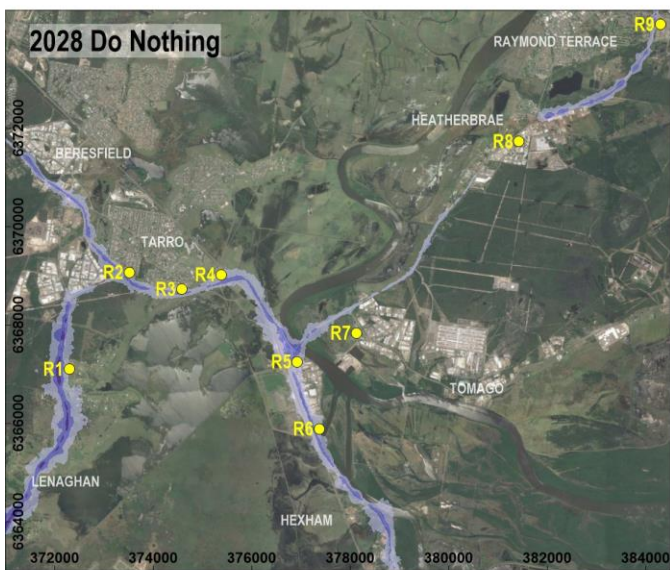 2028 Do Nothing
R9
RAYMOND TERRACE
HEATHERBRAE
R8
BERESFIELD
TARRO
R2
R3
R4
R7
R5
R1
TOMAGO
R6
LENAGHAN
HEXHAM
6372000
6370000
6368000
6366000
6364000
372000 374000 376000 378000 380000 382000 384000